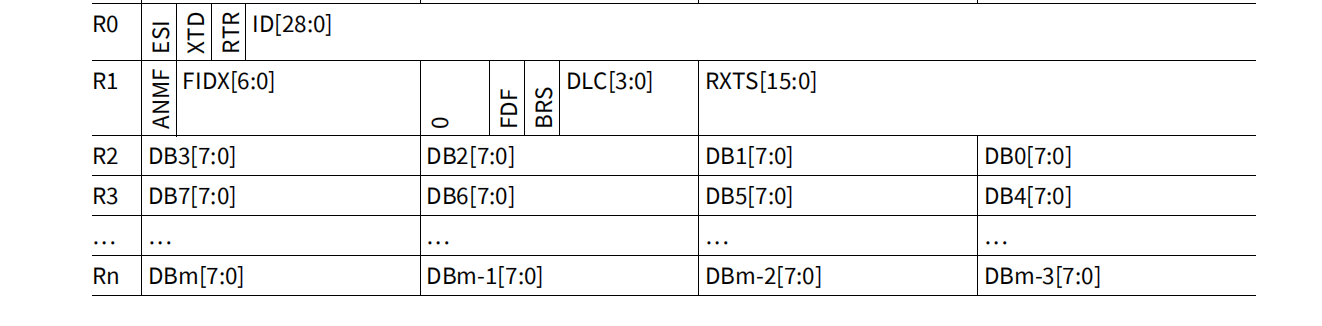 R0 ESI XTD RTR ID[28:0]
R1 ANMF FIDX[6:0] 0 FDF BRS DLC[3:0] RXTS[15:0]
R2 DB3[7:0] DB2[7:0] DB1[7:0] DB0[7:0]
R3 DB7[7:0] DB6[7:0] DB5[7:0] DB4[7:0]
... ... ... ... ...
Rn DBm[7:0] DBm-1[7:0] DBm-2[7:0] DBm-3[7:0]